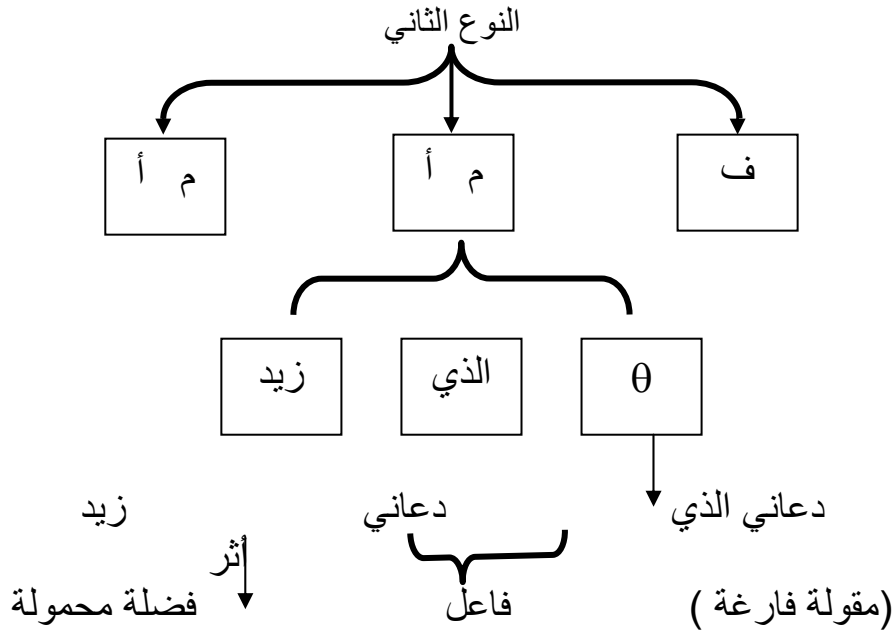 النوع الثاني
ف م أ م أ
θ الذي زيد
دعاني الذي دعاني زيد
أثر
(مقولة فارغة ) فاعل فضلة محمولة